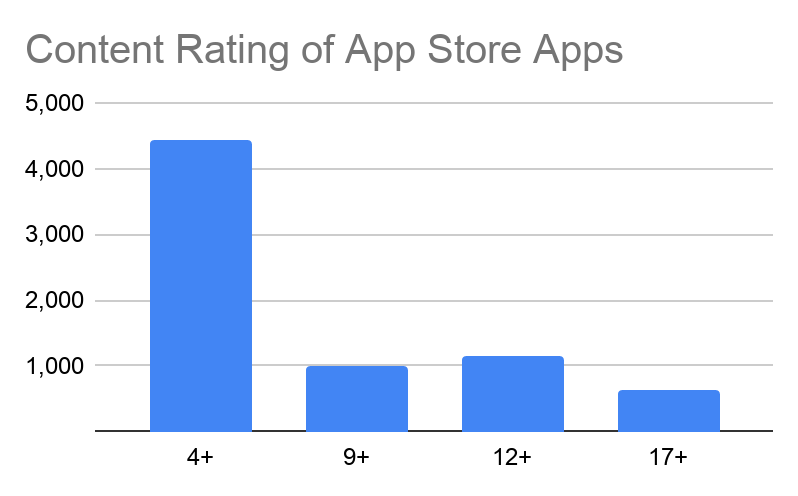 Content Rating of App Store Apps
5,000
4,000
3,000
2,000
1,000
4+ 9+ 12+ 17+